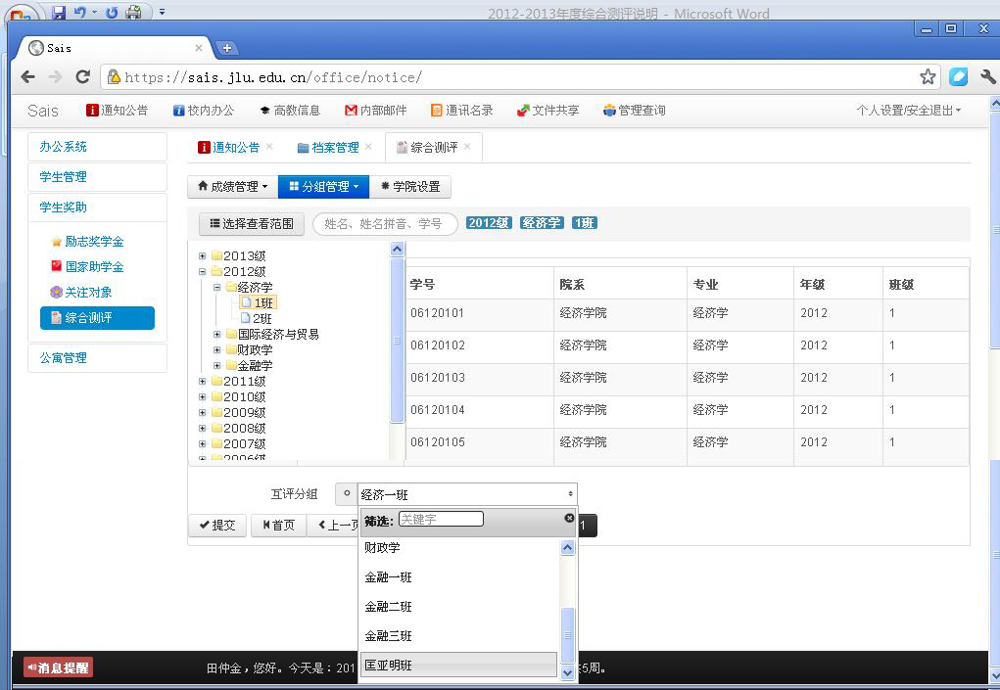 2012-2013年度综合测评说明 - Microsoft Word
Sais
https://sais.jlu.edu.cn/office/notice/
Sais 通知公告 校内办公 高教信息 内部邮件 通讯名录 文件共享 管理查询 个人设置/安全退出
办公系统
学生管理
学生奖助
励志奖学金
国家助学金
关注对象
综合测评
公寓管理
通知公告 档案管理 综合测评
成绩管理 分组管理 学院设置
选择查看范围 姓名、姓名拼音、学号 2012级 经济学 1班
2013级
2012级
经济学
1班
2班
国际经济与贸易
财政学
金融学
2011级
2010级
2009级
2008级
2007级
2006级
学号 院系 专业 年级 班级
06120101 经济学院 经济学 2012 1
06120102 经济学院 经济学 2012 1
06120103 经济学院 经济学 2012 1
06120104 经济学院 经济学 2012 1
06120105 经济学院 经济学 2012 1
互评分组 经济一班
提交 首页 上一页 1
筛选: 关键字
财政学
金融一班
金融二班
金融三班
匡亚明班
消息提醒 田仲金，您好。今天是：201 5周。